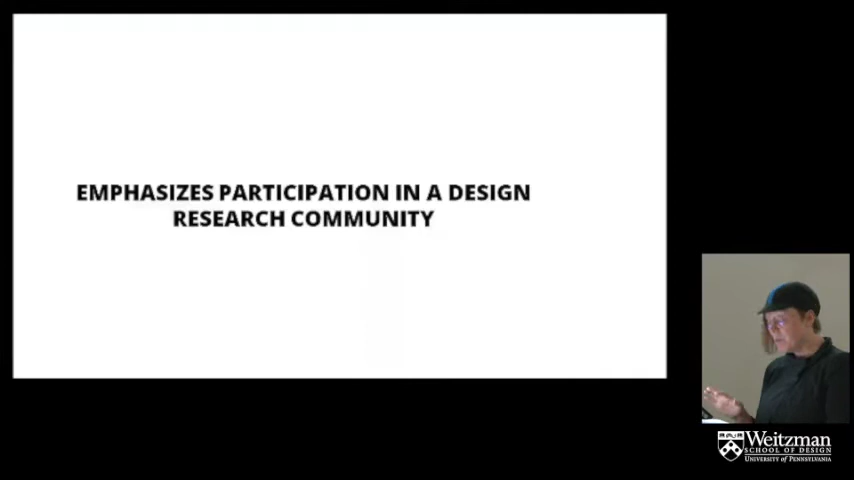 EMPHASIZES PARTICIPATION IN A DESIGN
RESEARCH COMMUNITY
Weitzman
SCHOOL OF DESIGN
UNIVERSITY of PENNSYLVANIA